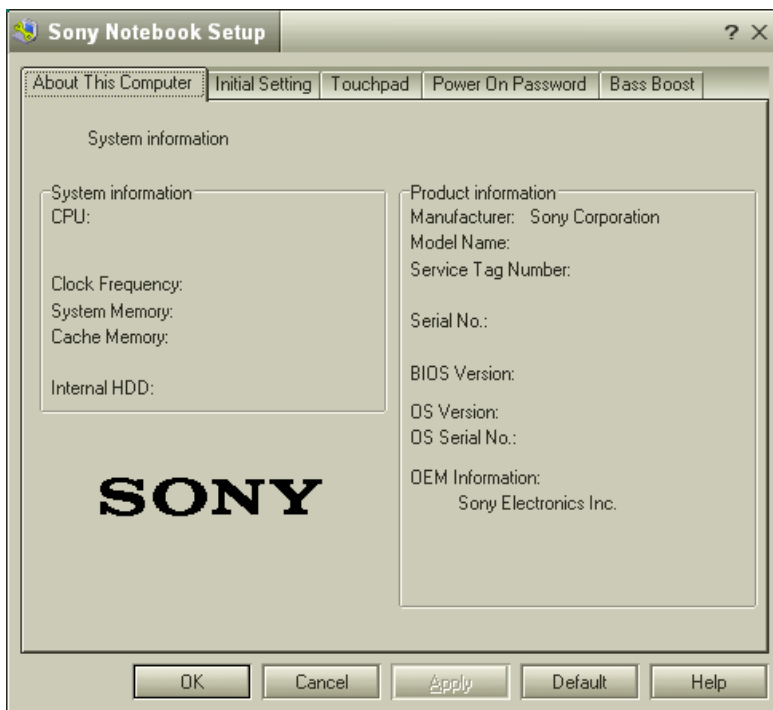 Sony Notebook Setup
?
About This Computer
Initial Setting
Touchpad
Power On Password
Bass Boost
System information
System information
CPU:
Clock Frequency:
System Memory:
Cache Memory:
Internal HDD:
SONY
Product information
Manufacturer: Sony Corporation
Model Name:
Service Tag Number:
Serial No.:
BIOS Version:
OS Version:
OS Serial No.:
OEM Information:
Sony Electronics Inc.
OK
Cancel
Apply
Default
Help